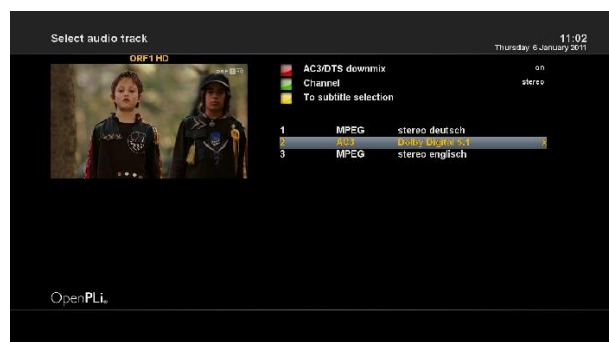 Select audio track
11:02
Thursday 6 January 2011
ORF1 HD
AC3/DTS downmix on
Channel stereo
To subtitle selection
1 MPEG stereo deutsch
2 AC3 Dolby Digital 5.1 x
3 MPEG stereo englisch
OpenPLi®